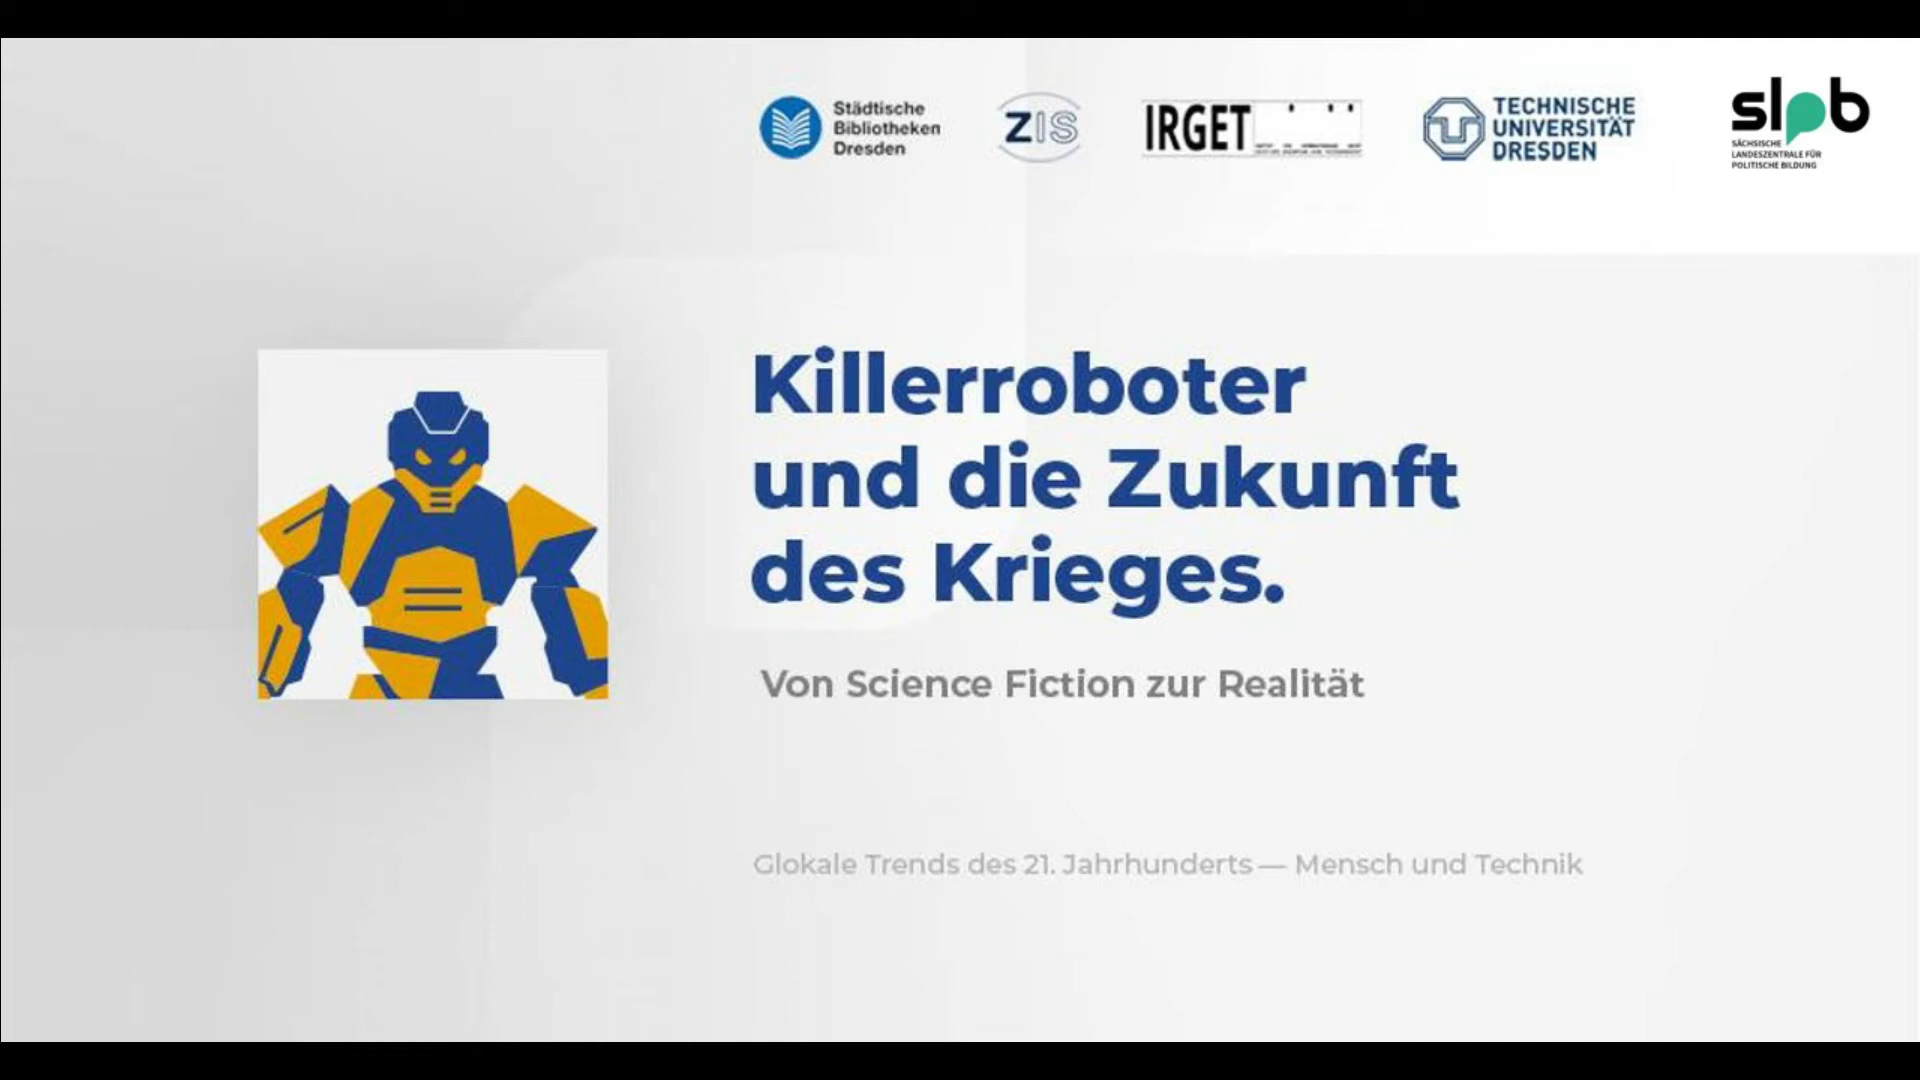 Städtische
Bibliotheken
Dresden
ZIS
IRGET
TECHNISCHE
UNIVERSITÄT
DRESDEN
slpb
SÄCHSISCHE
LANDESZENTRALE FÜR
POLITISCHE BILDUNG
Killerroboter
und die Zukunft
des Krieges.
Von Science Fiction zur Realität
Glokale Trends des 21. Jahrhunderts — Mensch und Technik